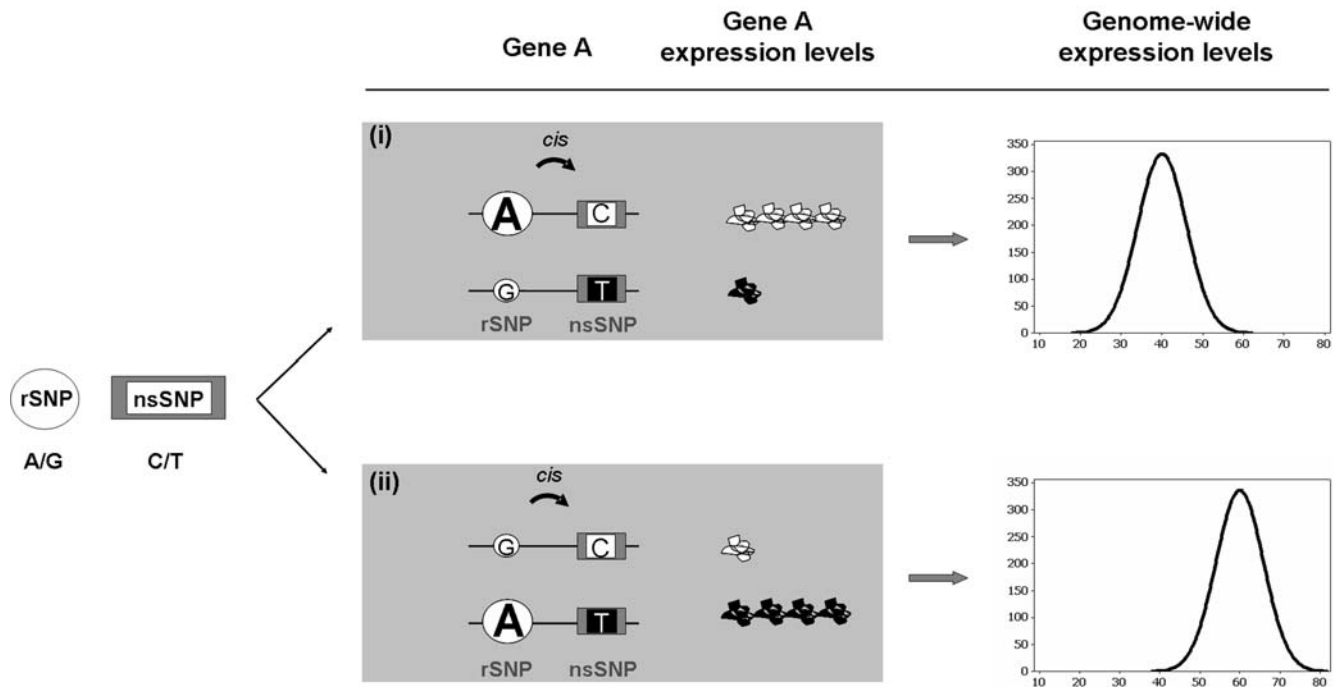 Gene A
Gene A
expression levels
Genome-wide
expression levels
(i)
cis
A
C
G
T
rSNP
nsSNP
350
300
250
200
150
100
50
0
10 20 30 40 50 60 70 80
rSNP
nsSNP
A/G
C/T
(ii)
cis
G
C
A
T
rSNP
nsSNP
350
300
250
200
150
100
50
0
10 20 30 40 50 60 70 80